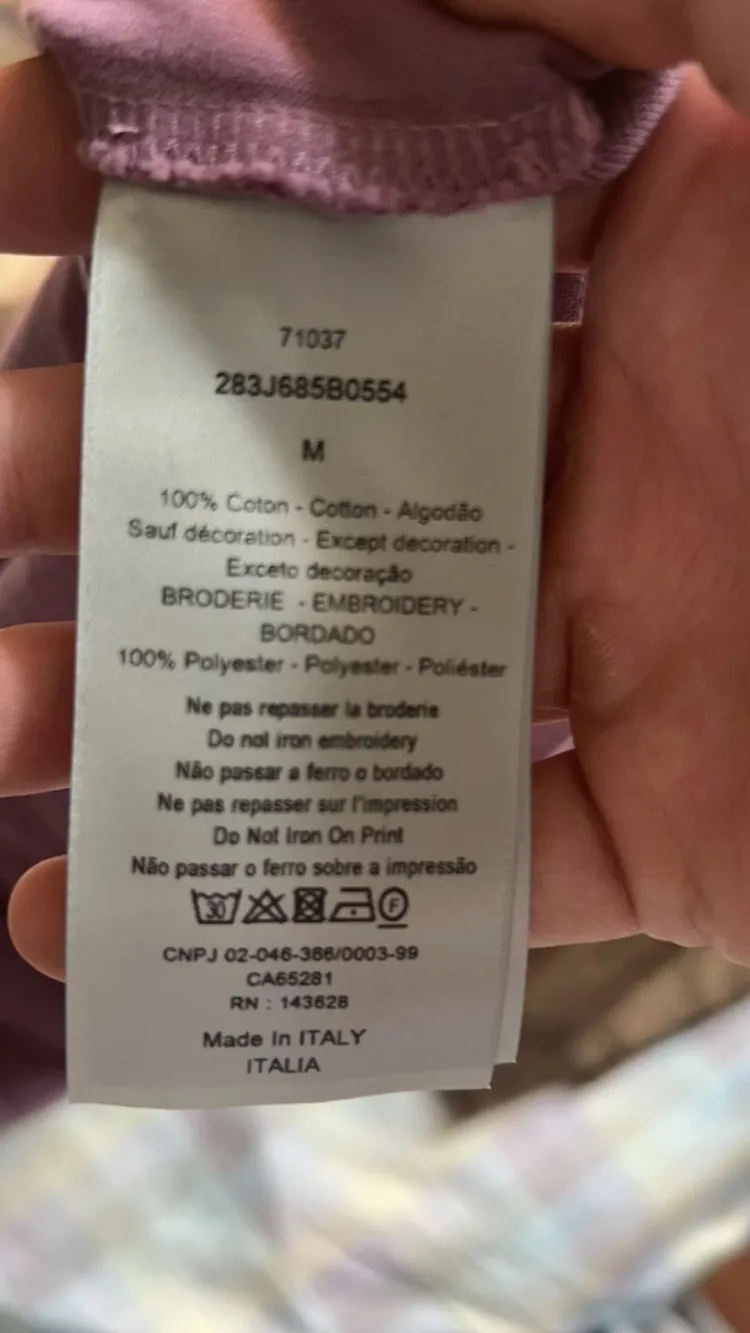 71037
283J685B0554
M
100% Coton - Cotton - Algodão
Sauf décoration - Except decoration -
Exceto decoração
BRODERIE - EMBROIDERY -
BORDADO
100% Polyester - Polyester - Poliéster
Ne pas repasser la broderie
Do not iron embroidery
Não passar a ferro o bordado
Ne pas repasser sur l'impression
Do Not Iron On Print
Não passar o ferro sobre a impressão
30 F
CNPJ 02-046-386/0003-99
CA65281
RN : 143628
Made In ITALY
ITALIA